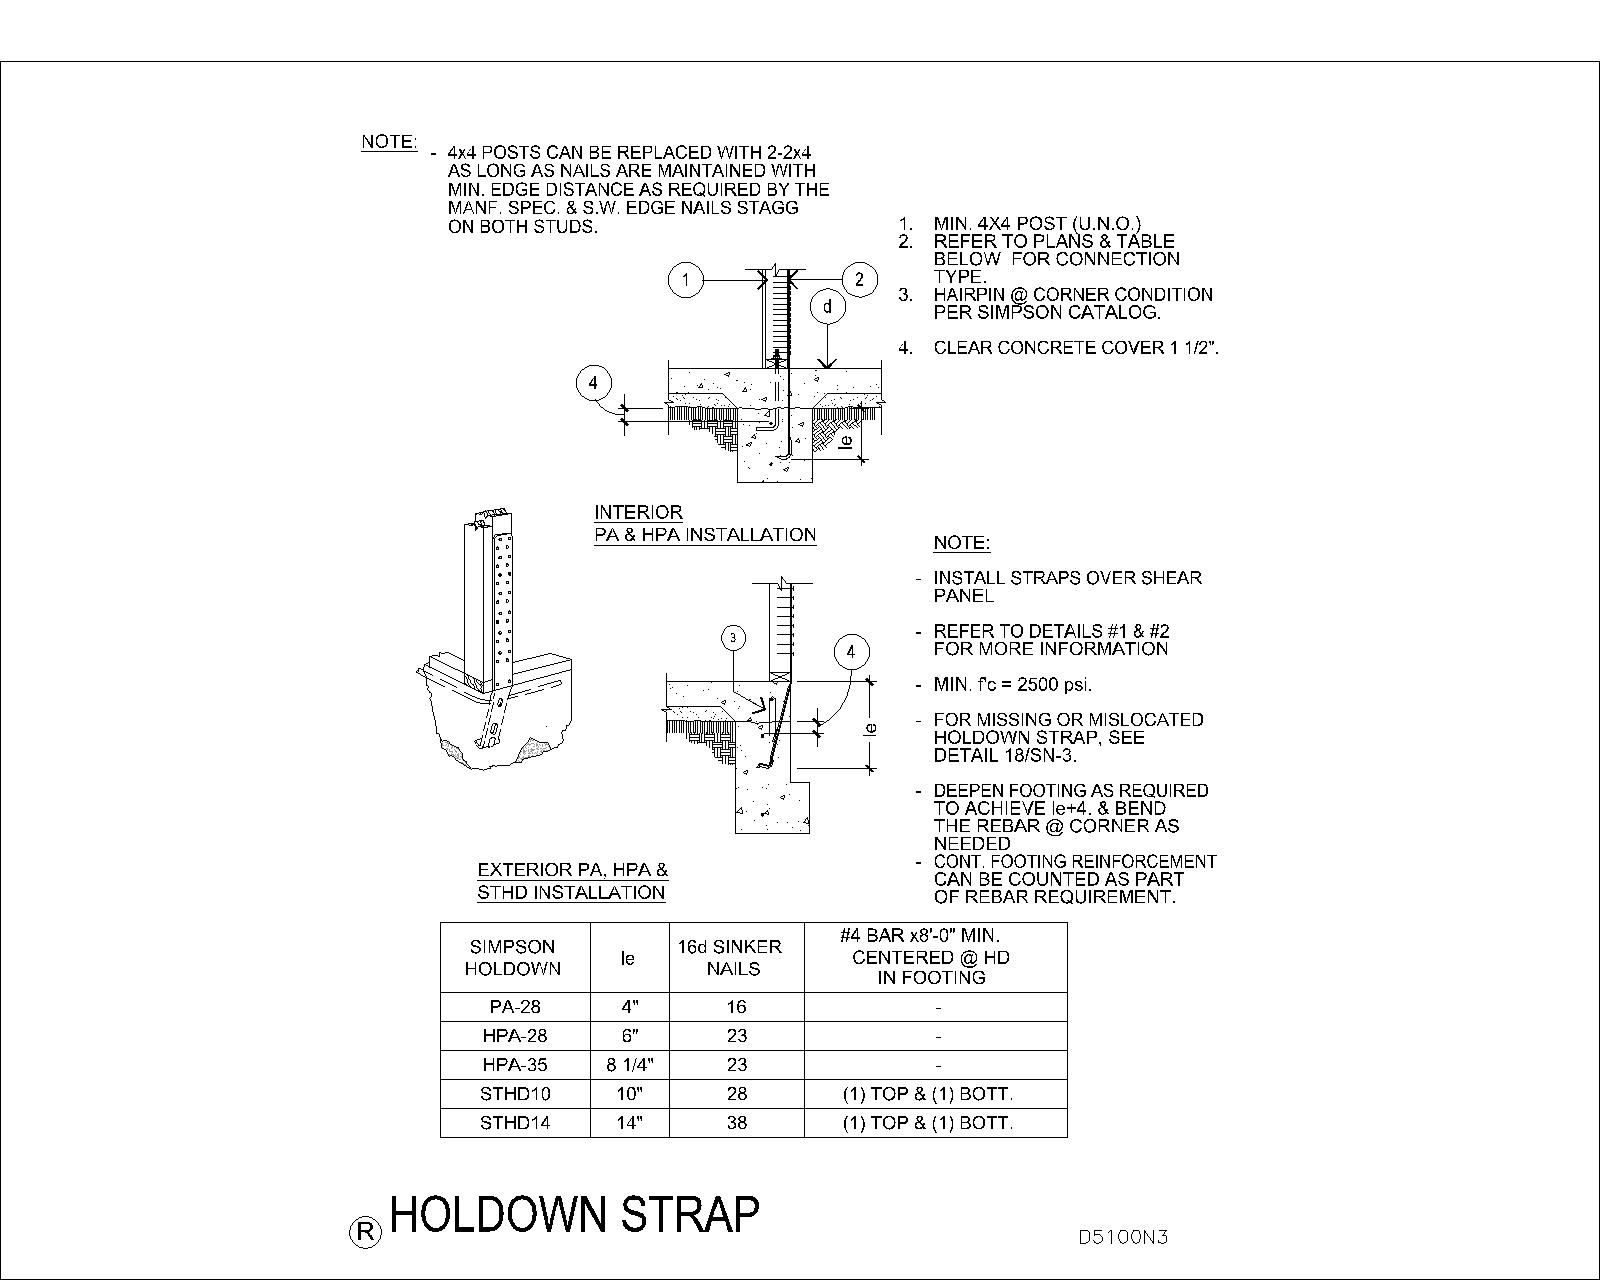 NOTE:
- 4x4 POSTS CAN BE REPLACED WITH 2-2x4
AS LONG AS NAILS ARE MAINTAINED WITH
MIN. EDGE DISTANCE AS REQUIRED BY THE
MANF. SPEC. & S.W. EDGE NAILS STAGG
ON BOTH STUDS.
1. MIN. 4X4 POST (U.N.O.)
2. REFER TO PLANS & TABLE
BELOW FOR CONNECTION
TYPE.
3. HAIRPIN @ CORNER CONDITION
PER SIMPSON CATALOG.
4. CLEAR CONCRETE COVER 1 1/2".
1
2
d
4
le
INTERIOR
PA & HPA INSTALLATION
3
4
le
EXTERIOR PA, HPA &
STHD INSTALLATION
NOTE:
- INSTALL STRAPS OVER SHEAR
PANEL
- REFER TO DETAILS #1 & #2
FOR MORE INFORMATION
- MIN. f'c = 2500 psi.
- FOR MISSING OR MISLOCATED
HOLDOWN STRAP, SEE
DETAIL 18/SN-3.
- DEEPEN FOOTING AS REQUIRED
TO ACHIEVE le+4. & BEND
THE REBAR @ CORNER AS
NEEDED
- CONT. FOOTING REINFORCEMENT
CAN BE COUNTED AS PART
OF REBAR REQUIREMENT.
SIMPSON
HOLDOWN
le
16d SINKER
NAILS
#4 BAR x8'-0" MIN.
CENTERED @ HD
IN FOOTING
PA-28 4" 16 -
HPA-28 6" 23 -
HPA-35 8 1/4" 23 -
STHD10 10" 28 (1) TOP & (1) BOTT.
STHD14 14" 38 (1) TOP & (1) BOTT.
R HOLDOWN STRAP
D5100N3